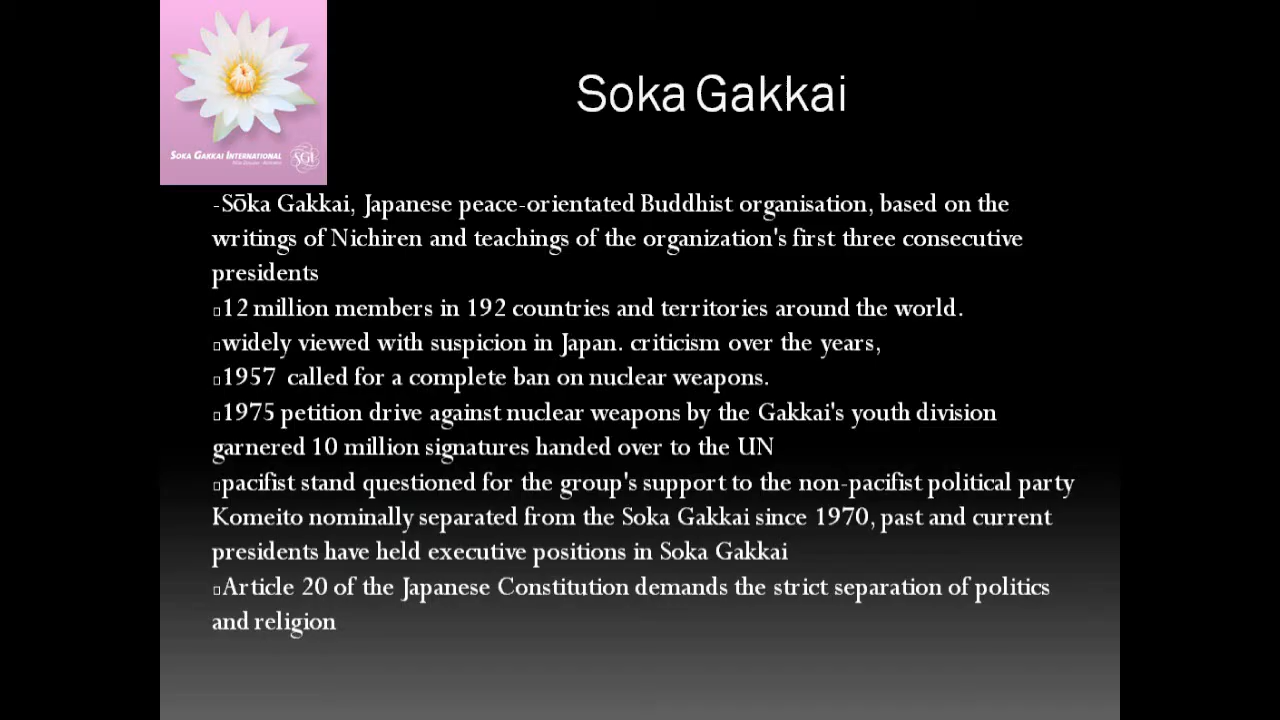 SOKA GAKKAI INTERNATIONAL
SGI
Soka Gakkai
-Sōka Gakkai, Japanese peace-orientated Buddhist organisation, based on the
writings of Nichiren and teachings of the organization's first three consecutive
presidents
▯12 million members in 192 countries and territories around the world.
▯widely viewed with suspicion in Japan. criticism over the years,
▯1957  called for a complete ban on nuclear weapons.
▯1975 petition drive against nuclear weapons by the Gakkai's youth division
garnered 10 million signatures handed over to the UN
▯pacifist stand questioned for the group's support to the non-pacifist political party
Komeito nominally separated from the Soka Gakkai since 1970, past and current
presidents have held executive positions in Soka Gakkai
▯Article 20 of the Japanese Constitution demands the strict separation of politics
and religion